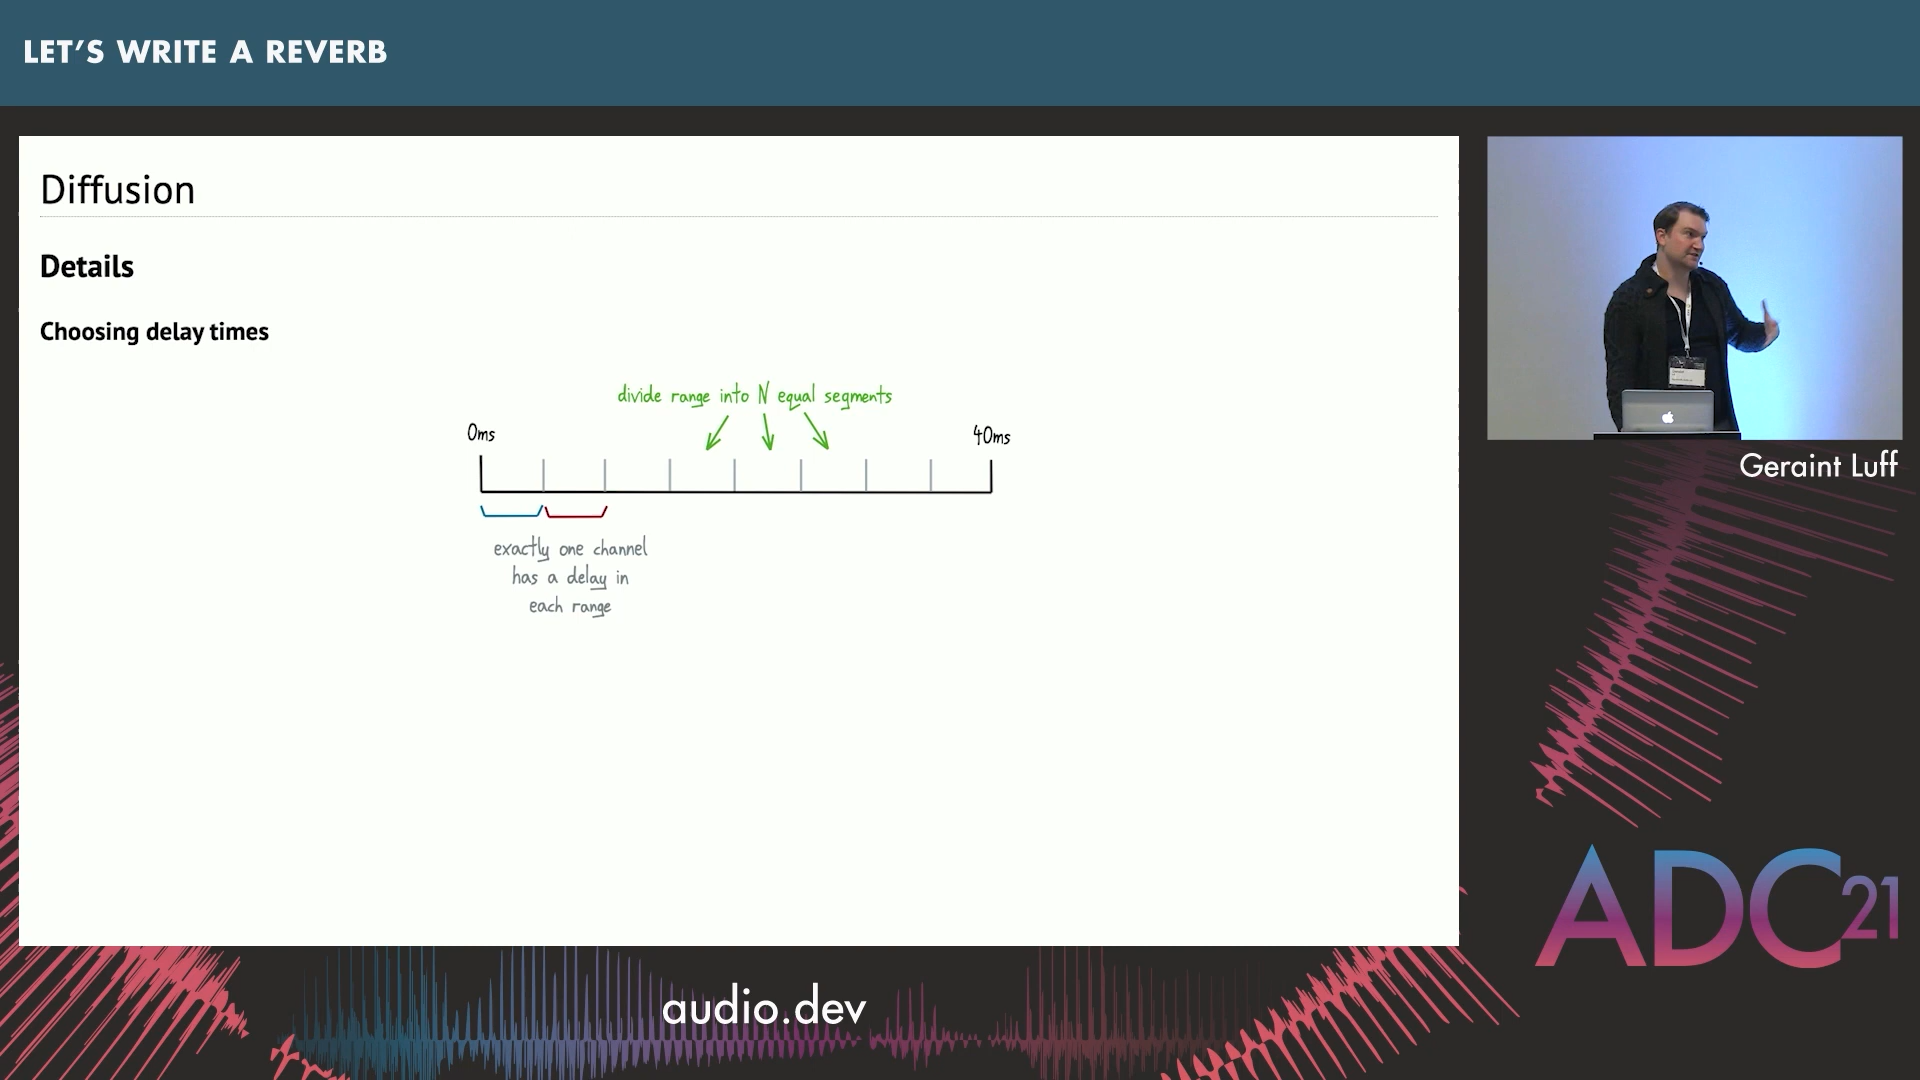 LET'S WRITE A REVERB
Diffusion
Details
Choosing delay times
divide range into N equal segments
0ms
40ms
exactly one channel
has a delay in
each range
Geraint Luff
ADC21
audio.dev